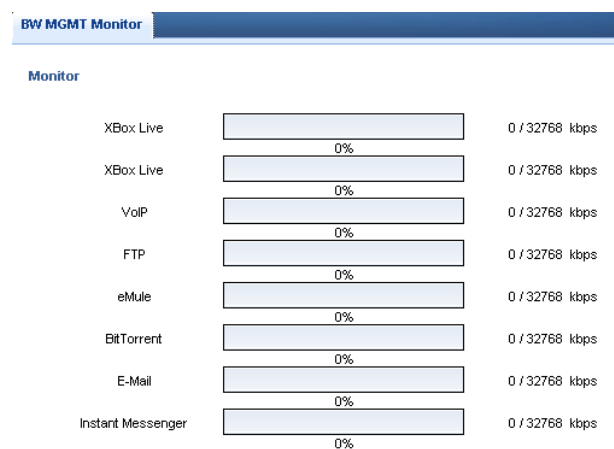 BW MGMT Monitor
Monitor
XBox Live 0 / 32768 kbps
0%
XBox Live 0 / 32768 kbps
0%
VoIP 0 / 32768 kbps
0%
FTP 0 / 32768 kbps
0%
eMule 0 / 32768 kbps
0%
BitTorrent 0 / 32768 kbps
0%
E-Mail 0 / 32768 kbps
0%
Instant Messenger 0 / 32768 kbps
0%